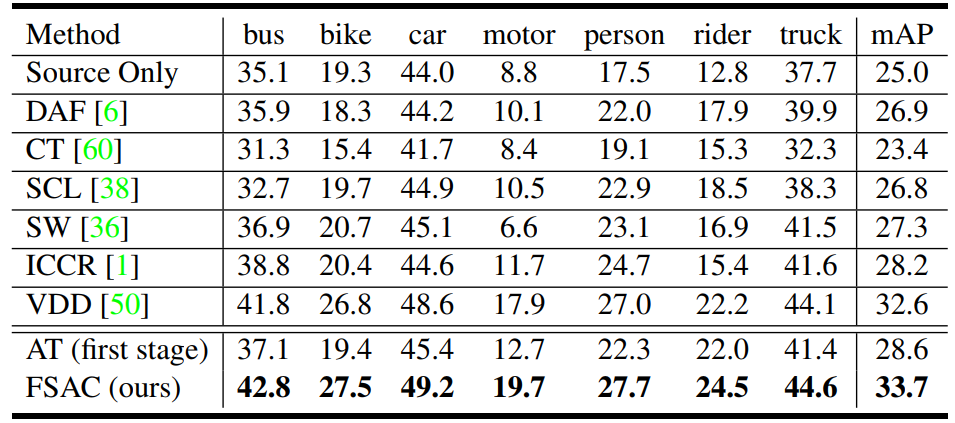 Method bus bike car motor person rider truck mAP
Source Only 35.1 19.3 44.0 8.8 17.5 12.8 37.7 25.0
DAF [6] 35.9 18.3 44.2 10.1 22.0 17.9 39.9 26.9
CT [60] 31.3 15.4 41.7 8.4 19.1 15.3 32.3 23.4
SCL [38] 32.7 19.7 44.9 10.5 22.9 18.5 38.3 26.8
SW [36] 36.9 20.7 45.1 6.6 23.1 16.9 41.5 27.3
ICCR [1] 38.8 20.4 44.6 11.7 24.7 15.4 41.6 28.2
VDD [50] 41.8 26.8 48.6 17.9 27.0 22.2 44.1 32.6
AT (first stage) 37.1 19.4 45.4 12.7 22.3 22.0 41.4 28.6
FSAC (ours) 42.8 27.5 49.2 19.7 27.7 24.5 44.6 33.7